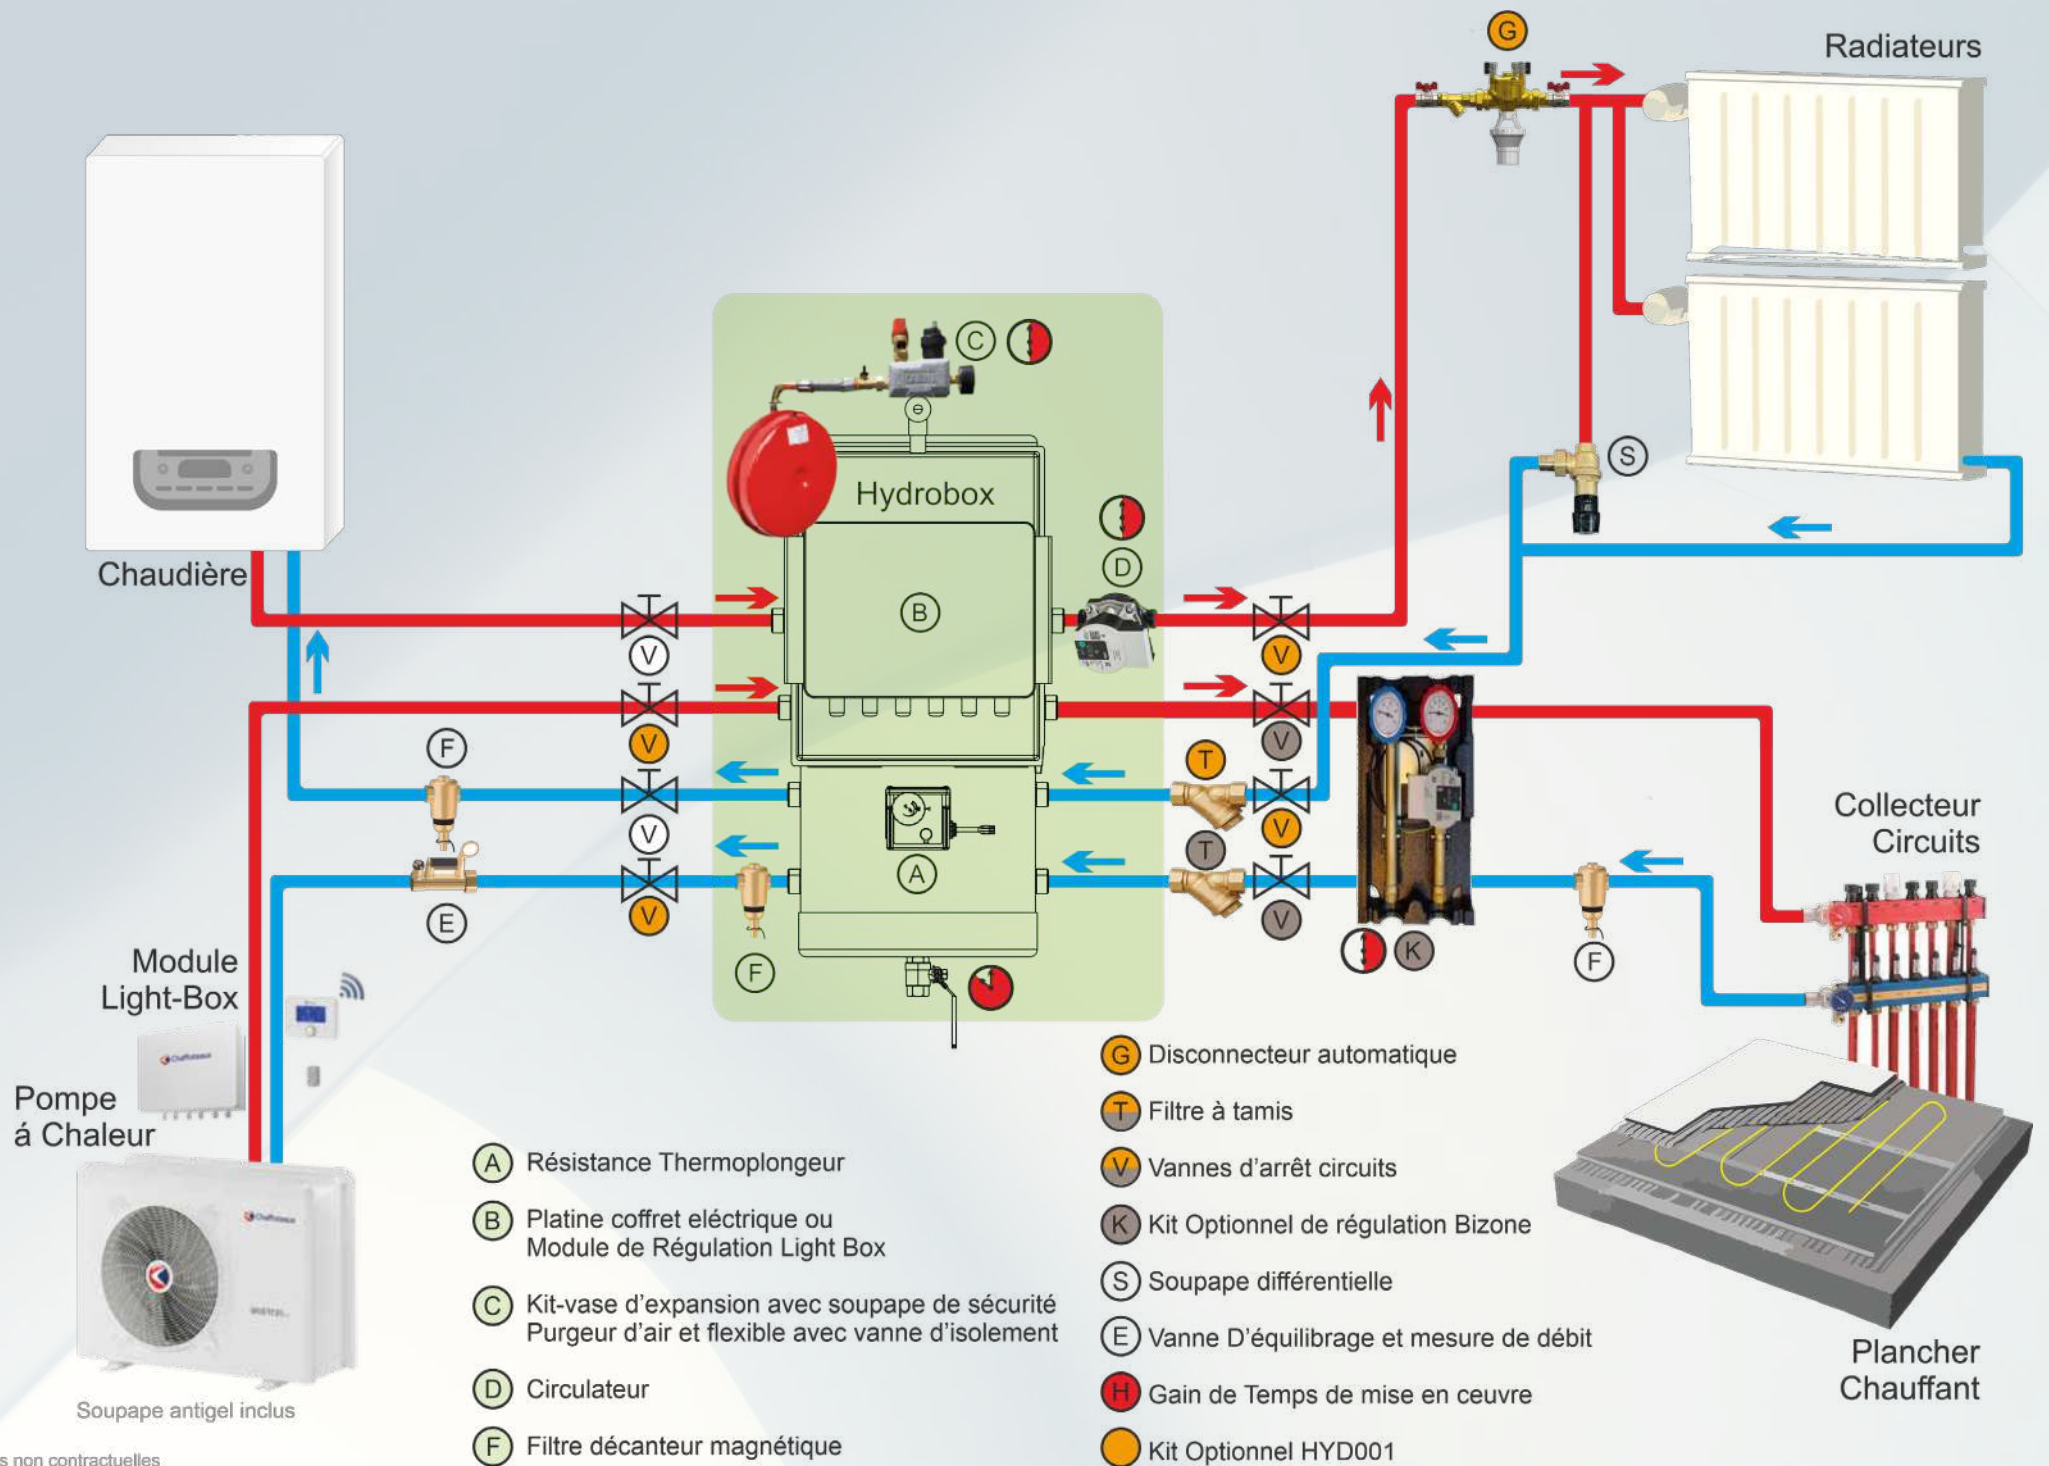 G
Radiateurs
C
Hydrobox
S
D
Chaudière
B
V
V
F
V
V
T
V
V
Collecteur
Circuits
T
A
E
V
F
V
K
F
Module
Light-Box
Chaffoteaux
Pompe
á Chaleur
Chaffoteaux
Soupape antigel inclus
s non contractuelles
A Résistance Thermoplongeur
B Platine coffret eléctrique ou
Module de Régulation Light Box
C Kit-vase d'expansion avec soupape de sécurité
Purgeur d'air et flexible avec vanne d'isolement
D Circulateur
F Filtre décanteur magnétique
G Disconnecteur automatique
T Filtre à tamis
V Vannes d'arrêt circuits
K Kit Optionnel de régulation Bizone
S Soupape différentielle
E Vanne D'équilibrage et mesure de débit
H Gain de Temps de mise en ceuvre
Kit Optionnel HYD001
Plancher
Chauffant